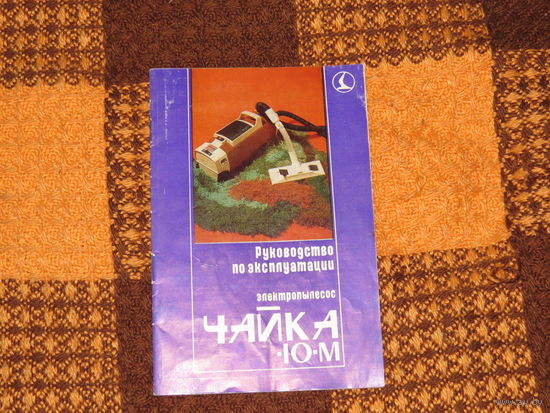 Руководство
по эксплуатации
электропылесос
ЧАЙКА
·10·М